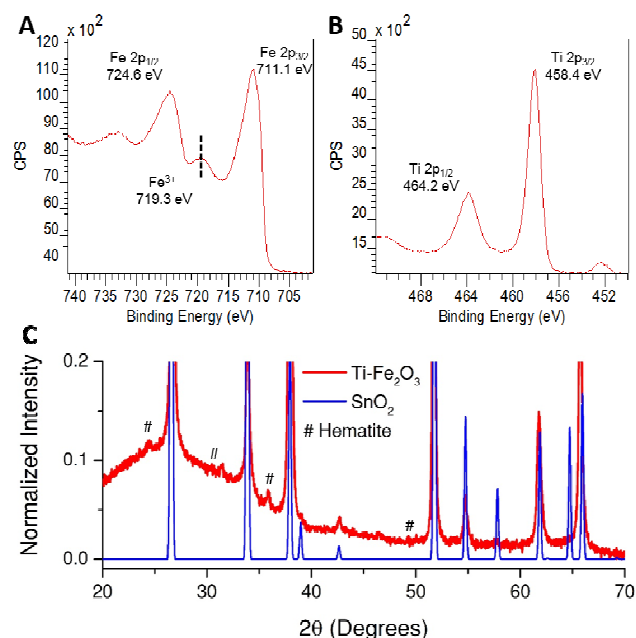 A
x 10²
Fe 2p1/2
724.6 eV
Fe 2p3/2
711.1 eV
Fe³⁺
719.3 eV
CPS
120
110
100
90
80
70
60
50
40
740 735 730 725 720 715 710 705
Binding Energy (eV)
B
x 10²
Ti 2p3/2
458.4 eV
Ti 2p1/2
464.2 eV
CPS
50
45
40
35
30
25
20
15
10
468 464 460 456 452
Binding Energy (eV)
C
Normalized Intensity
0.2
0.1
0.0
Ti-Fe₂O₃
SnO₂
# Hematite
#
#
#
#
20 30 40 50 60 70
2θ (Degrees)